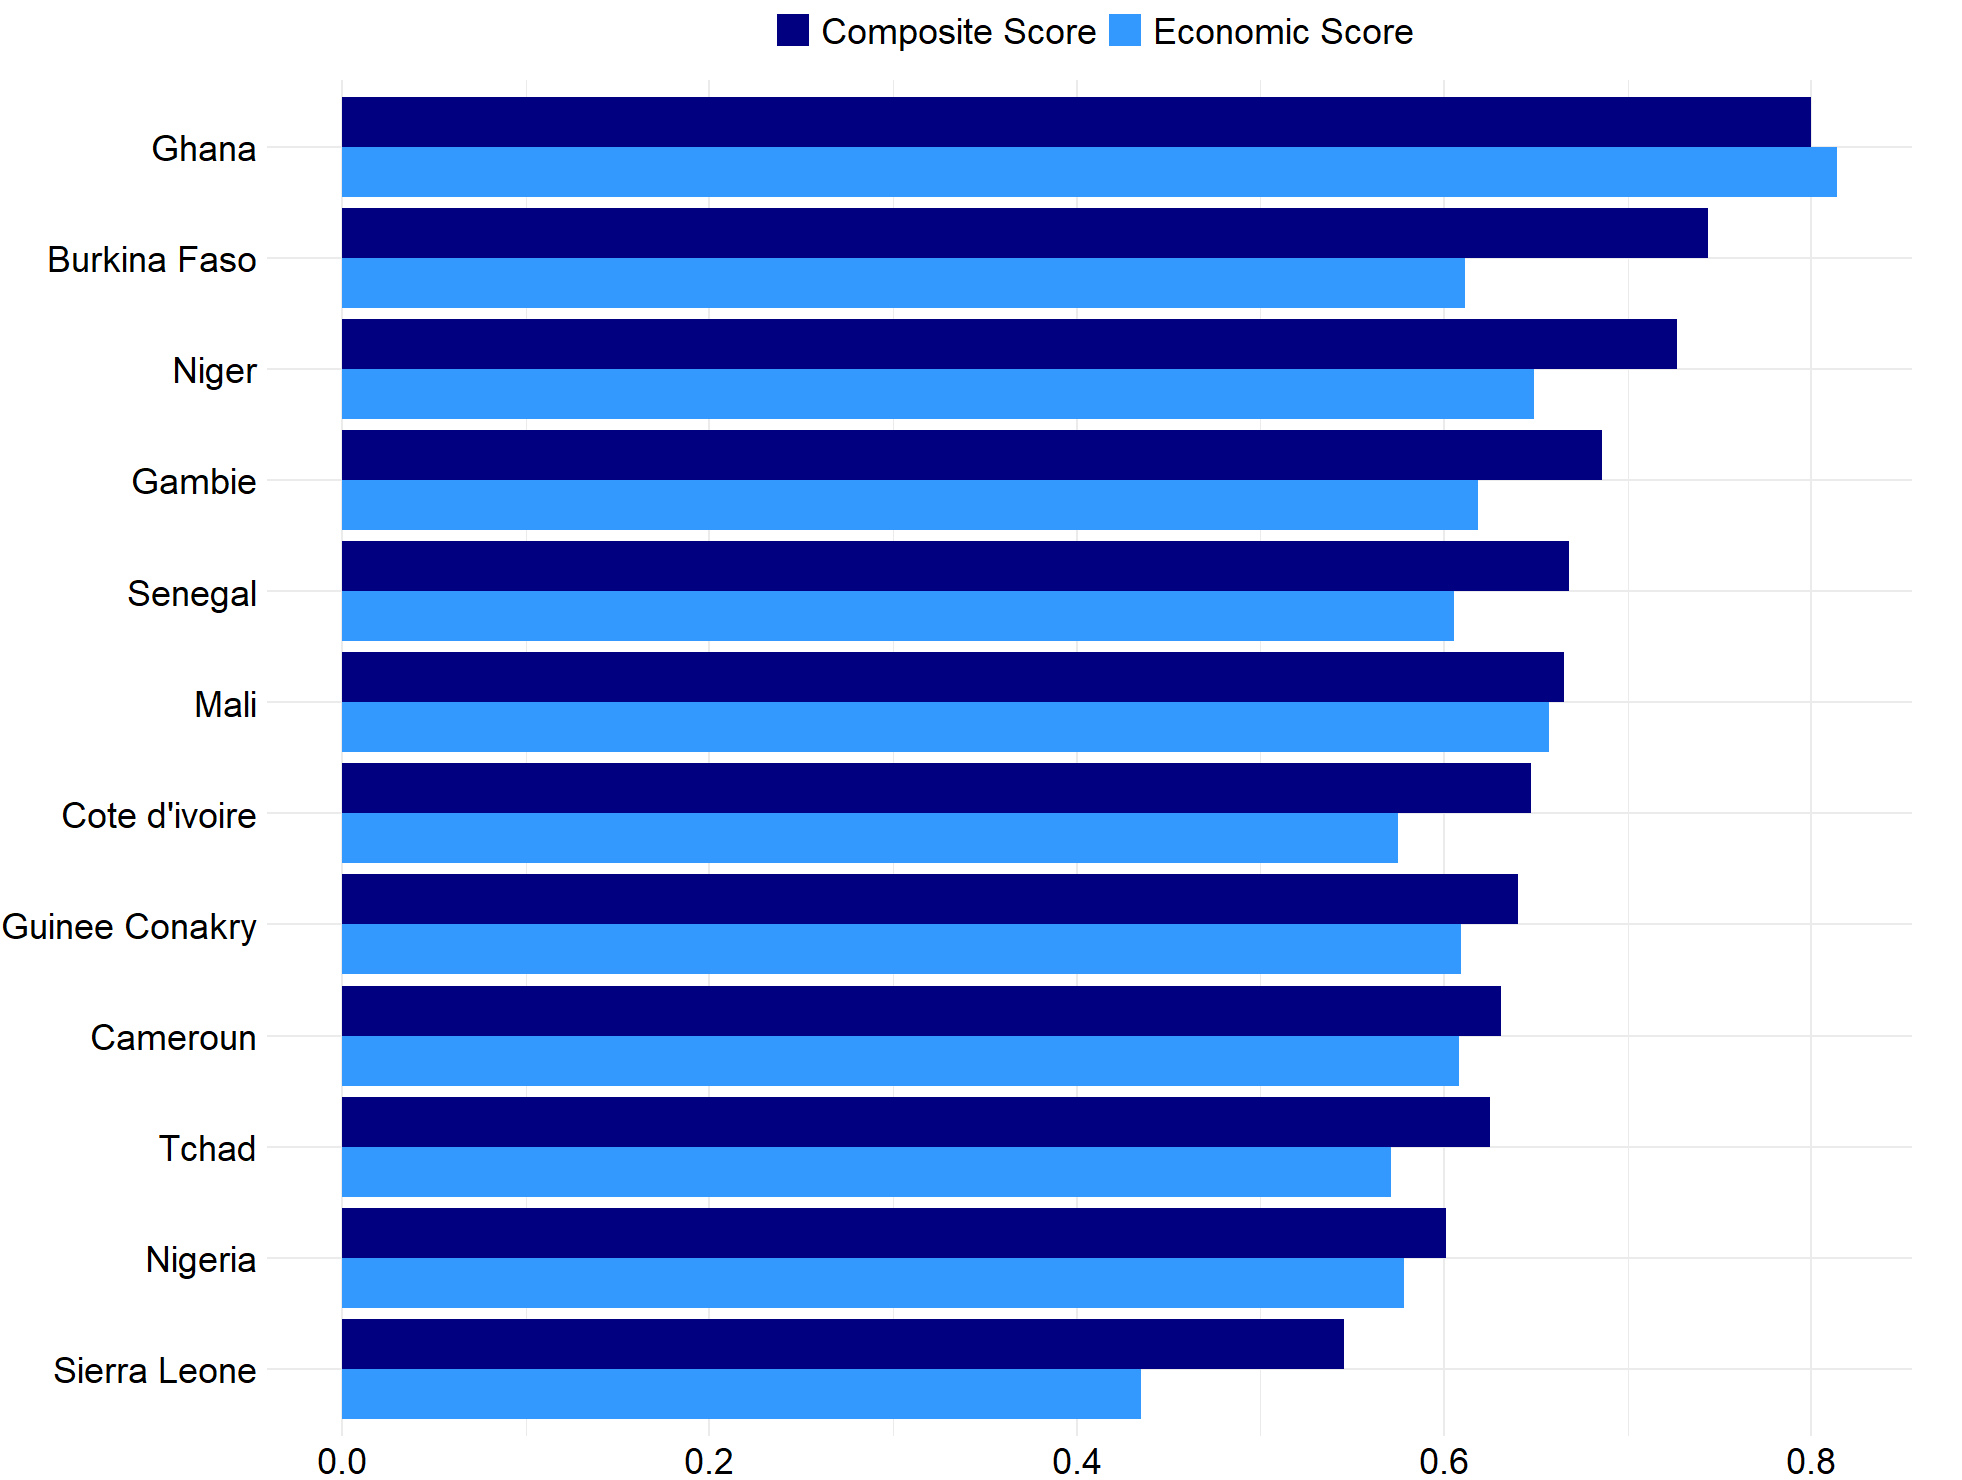 Composite Score Economic Score
Ghana
Burkina Faso
Niger
Gambie
Senegal
Mali
Cote d'ivoire
Guinee Conakry
Cameroun
Tchad
Nigeria
Sierra Leone
0.0 0.2 0.4 0.6 0.8